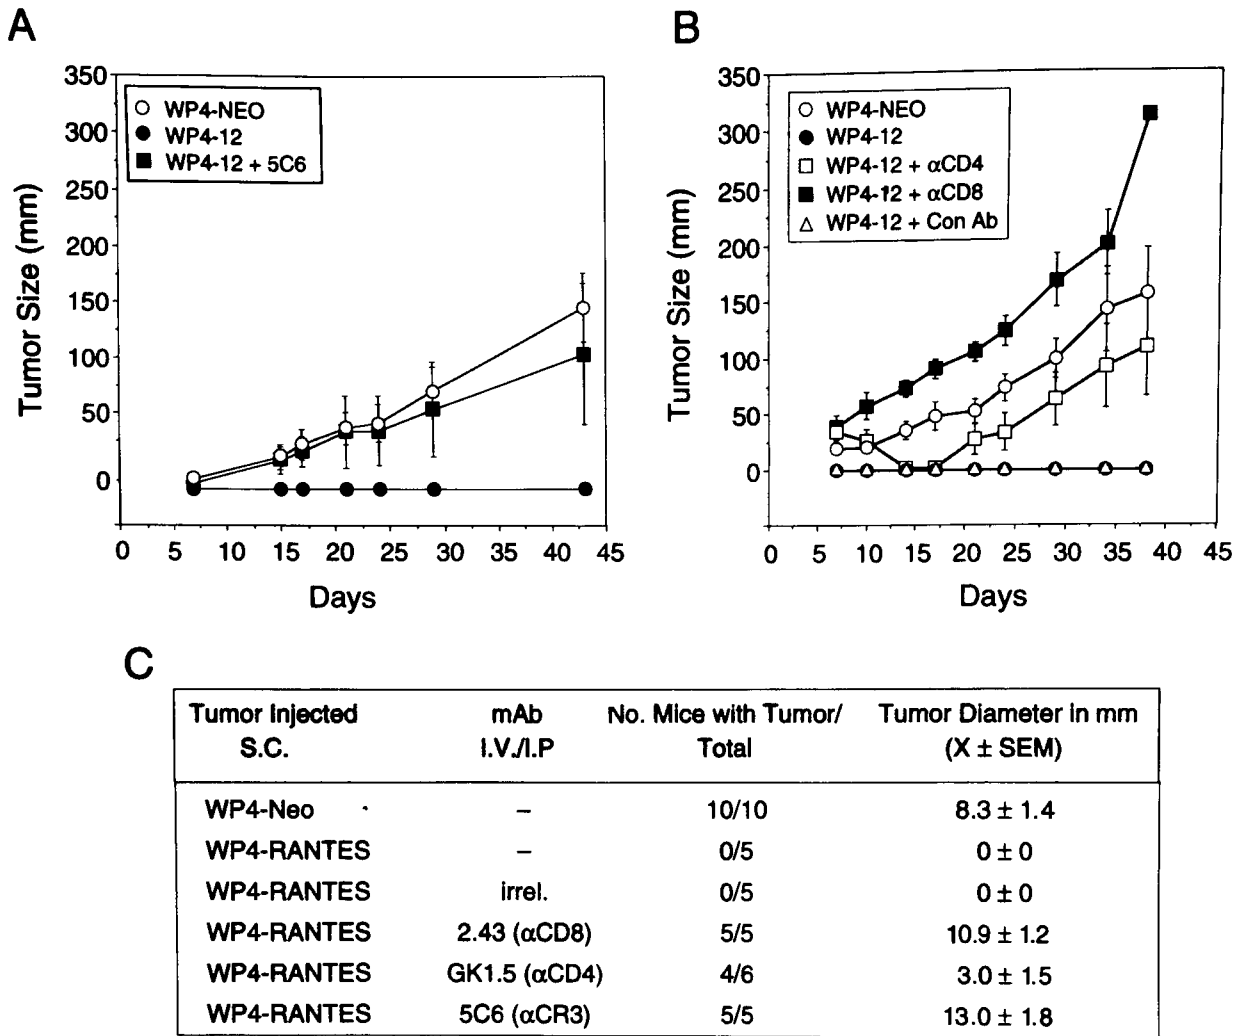 A
350
300
250
200
150
100
50
0
Tumor Size (mm)
WP4-NEO
WP4-12
WP4-12 + 5C6
0 5 10 15 20 25 30 35 40 45
Days
B
350
300
250
200
150
100
50
0
Tumor Size (mm)
WP4-NEO
WP4-12
WP4-12 + αCD4
WP4-12 + αCD8
WP4-12 + Con Ab
0 5 10 15 20 25 30 35 40 45
Days
C
Tumor Injected mAb No. Mice with Tumor/ Tumor Diameter in mm
S.C. I.V./I.P Total (X ± SEM)
WP4-Neo – 10/10 8.3 ± 1.4
WP4-RANTES – 0/5 0 ± 0
WP4-RANTES irrel. 0/5 0 ± 0
WP4-RANTES 2.43 (αCD8) 5/5 10.9 ± 1.2
WP4-RANTES GK1.5 (αCD4) 4/6 3.0 ± 1.5
WP4-RANTES 5C6 (αCR3) 5/5 13.0 ± 1.8